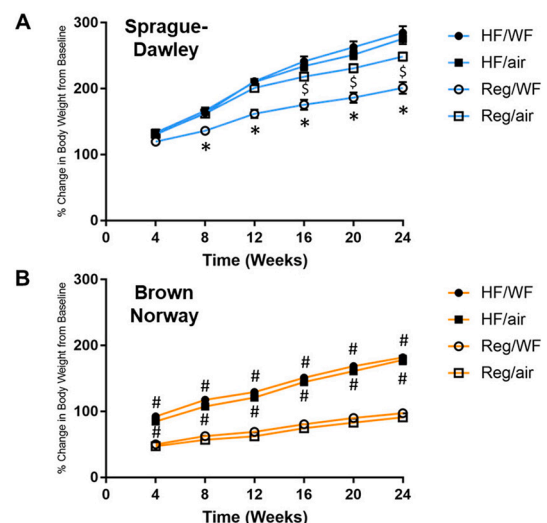 A
Sprague-
Dawley
% Change in Body Weight from Baseline
300
200
100
0
$ $ $
* * * * *
0 4 8 12 16 20 24
Time (Weeks)
HF/WF
HF/air
Reg/WF
Reg/air
B
Brown
Norway
% Change in Body Weight from Baseline
300
200
100
0
# # # # # #
# # # # # #
0 4 8 12 16 20 24
Time (Weeks)
HF/WF
HF/air
Reg/WF
Reg/air